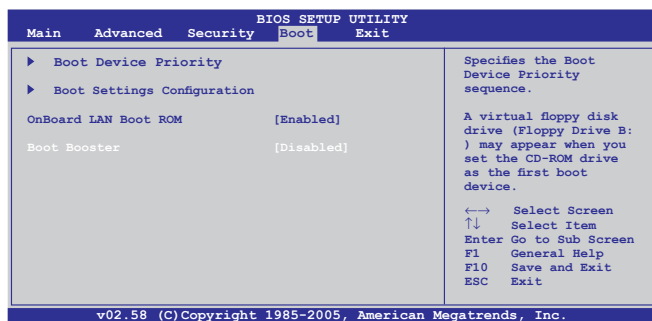 BIOS SETUP UTILITY
Main Advanced Security Boot Exit
Boot Device Priority
Boot Settings Configuration
OnBoard LAN Boot ROM [Enabled]
Boot Booster [Disabled]
Specifies the Boot
Device Priority
sequence.
A virtual floppy disk
drive (Floppy Drive B:
) may appear when you
set the CD-ROM drive
as the first boot
device.
←→ Select Screen
↑↓ Select Item
Enter Go to Sub Screen
F1 General Help
F10 Save and Exit
ESC Exit
v02.58 (C)Copyright 1985-2005, American Megatrends, Inc.